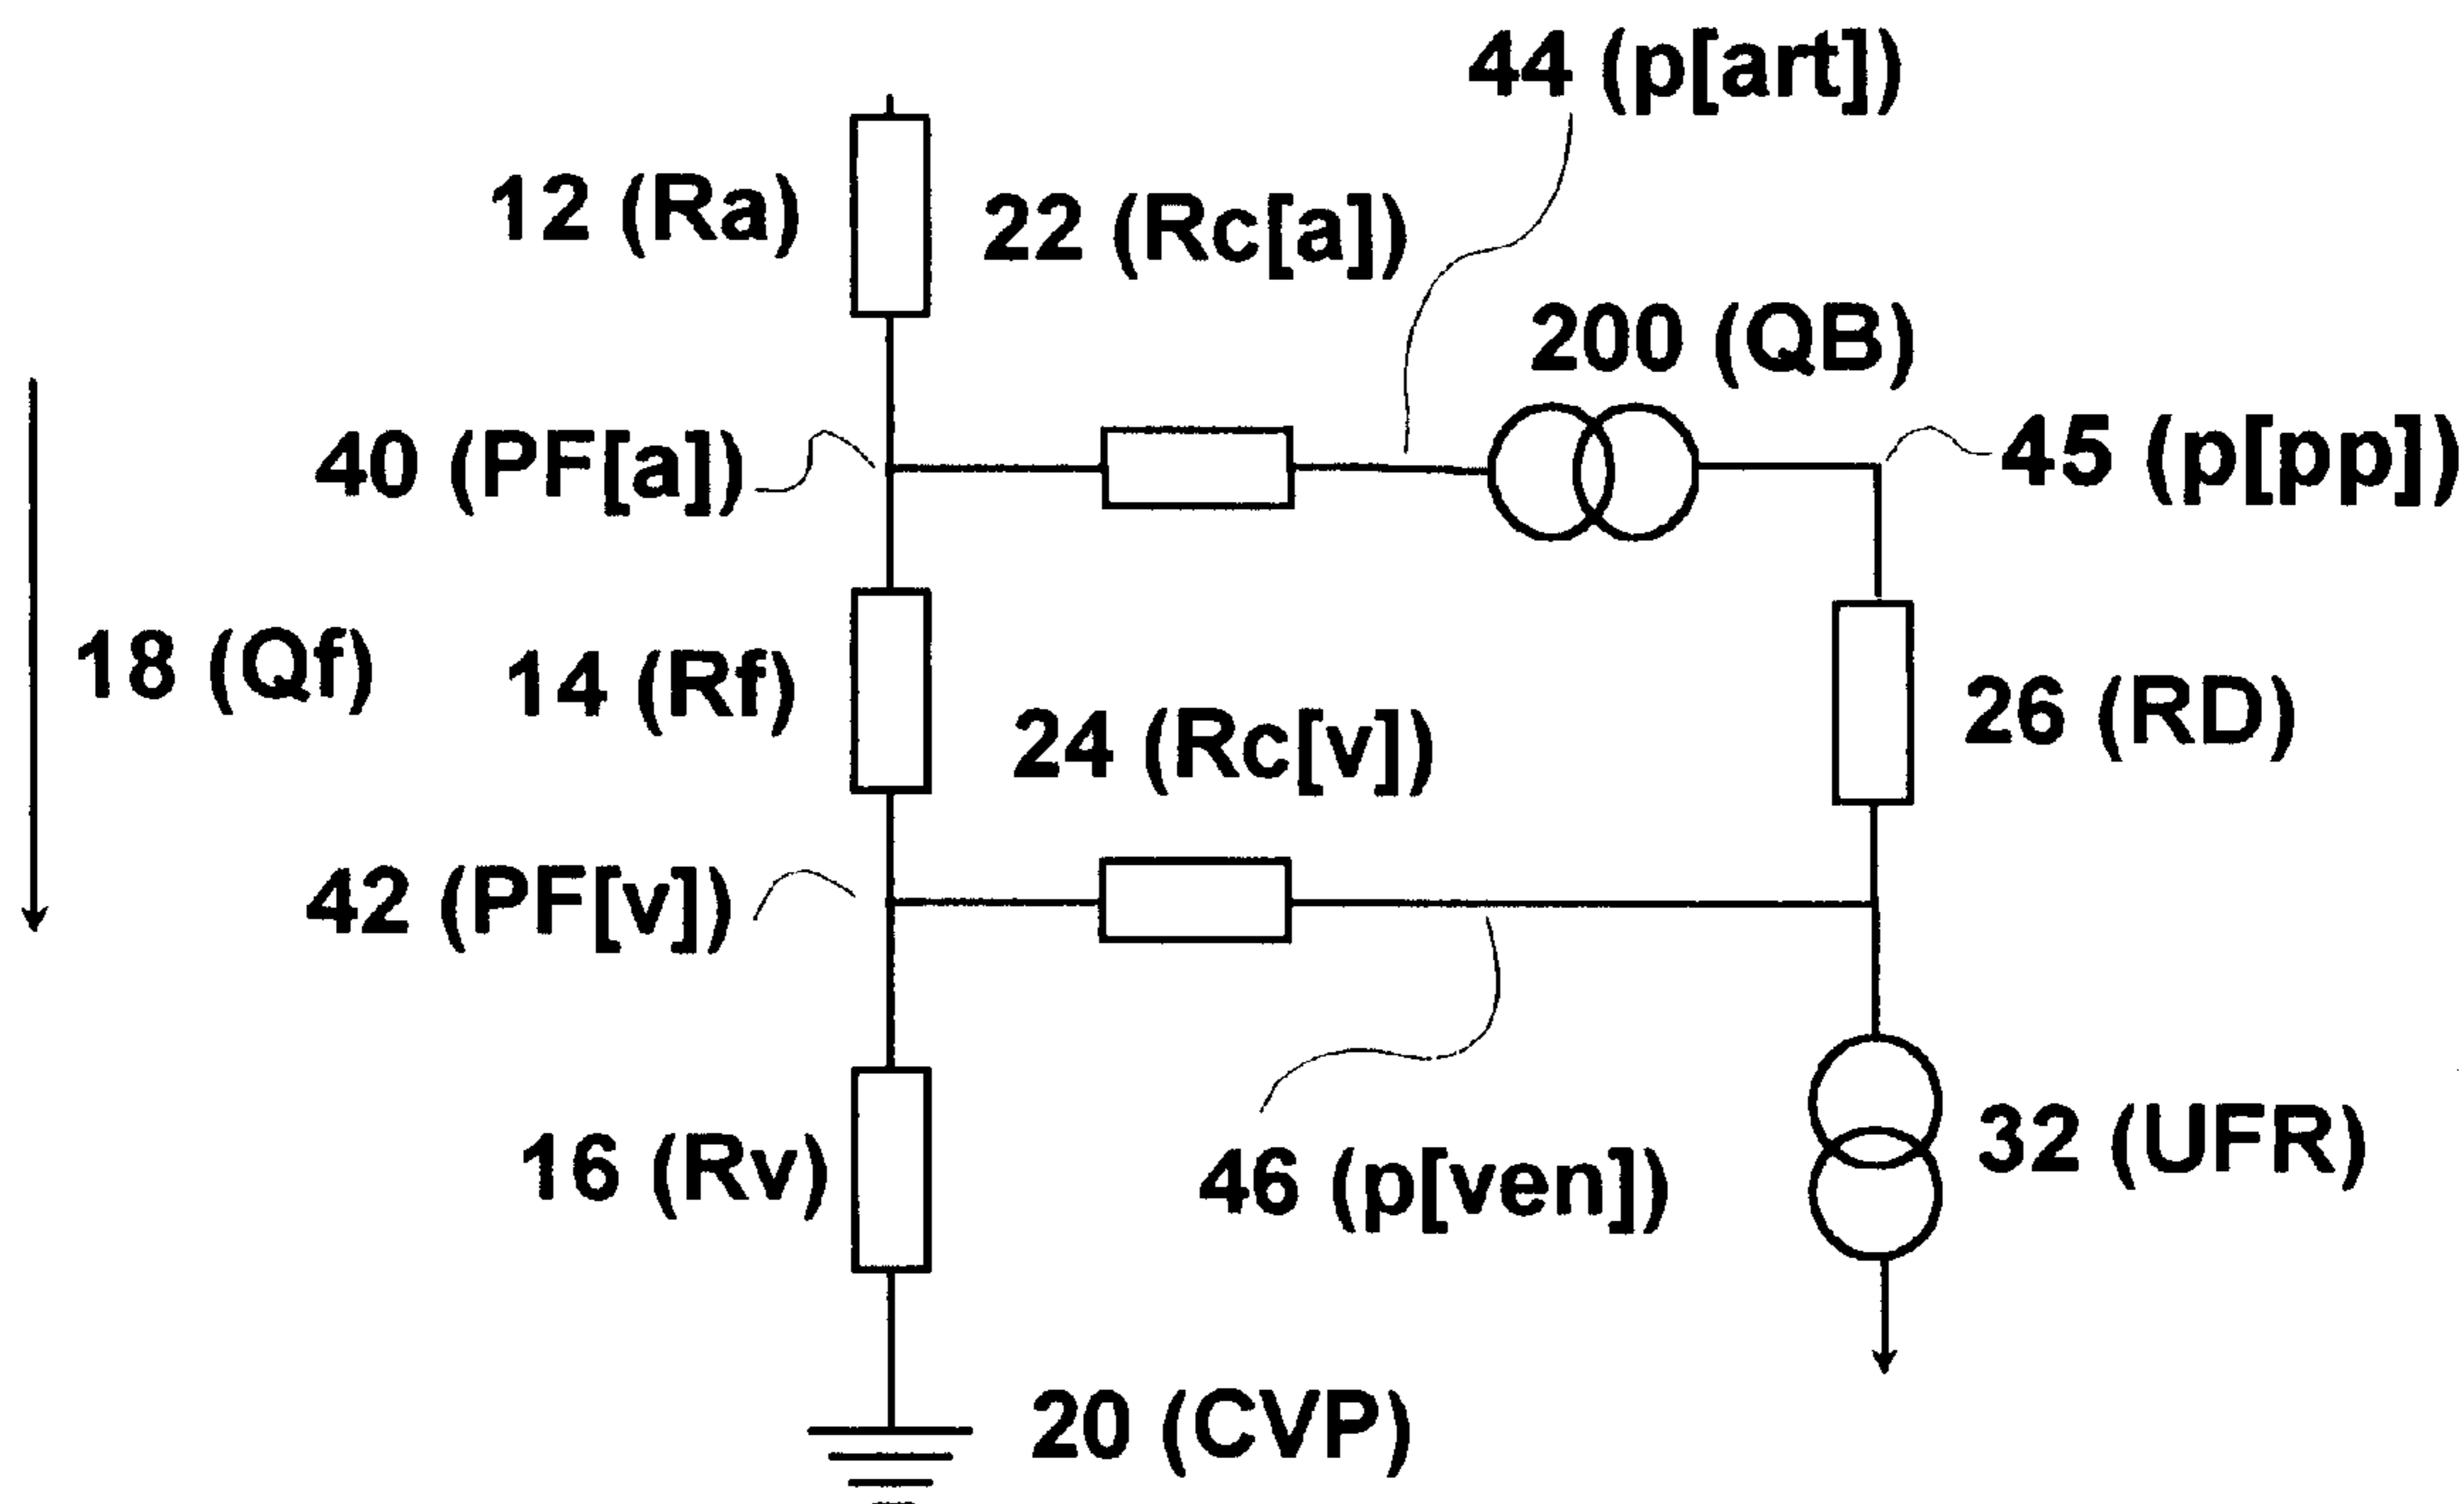 44 (p[art])
12 (Ra)
22 (Rc[a])
200 (QB)
40 (PF[a])
45 (p[pp])
18 (Qf)
14 (Rf)
26 (RD)
24 (Rc[v])
42 (PF[v])
16 (Rv)
46 (p[ven])
32 (UFR)
20 (CVP)